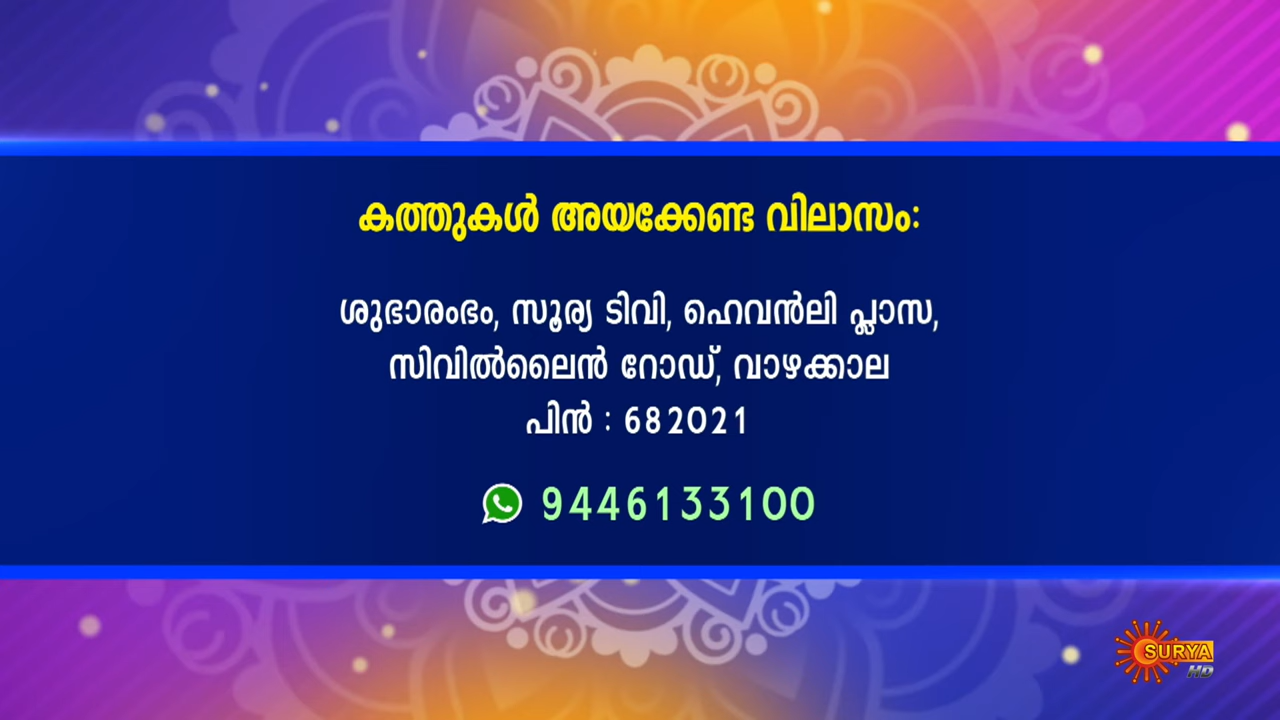 കത്തുകൾ അയക്കേണ്ട വിലാസം:
ശുഭാരംഭം, സൂര്യ ടിവി, ഹെവൻലി പ്ലാസ,
സിവിൽലൈൻ റോഡ്, വാഴക്കാല
പിൻ : 682021
9446133100
SURYA
HD